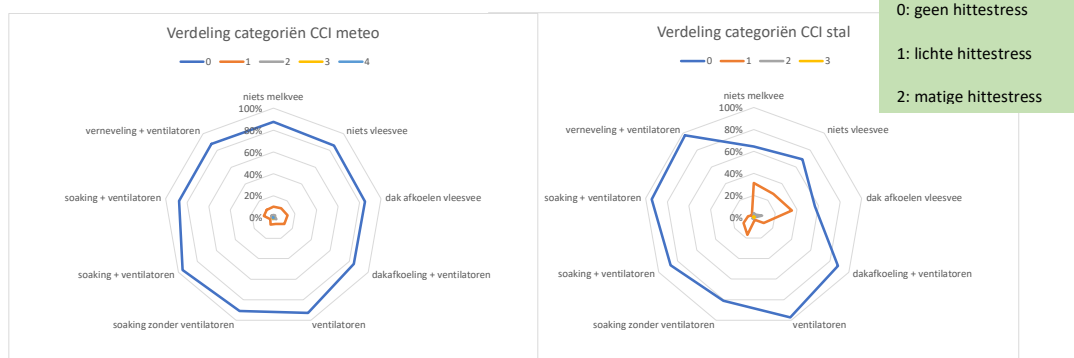 Verdeling categoriën CCI meteo
0 1 2 3 4
niets melkvee
100%
80%
60%
40%
20%
0%
niets vleesvee
dak afkoelen vleesvee
dakafkoeling + ventilatoren
ventilatoren
soaking zonder ventilatoren
soaking + ventilatoren
soaking + ventilatoren
verneveling + ventilatoren
Verdeling categoriën CCI stal
0 1 2 3
niets melkvee
100%
80%
60%
40%
20%
0%
niets vleesvee
dak afkoelen vleesvee
dakafkoeling + ventilatoren
ventilatoren
soaking zonder ventilatoren
soaking + ventilatoren
soaking + ventilatoren
verneveling + ventilatoren
0: geen hittestress
1: lichte hittestress
2: matige hittestress